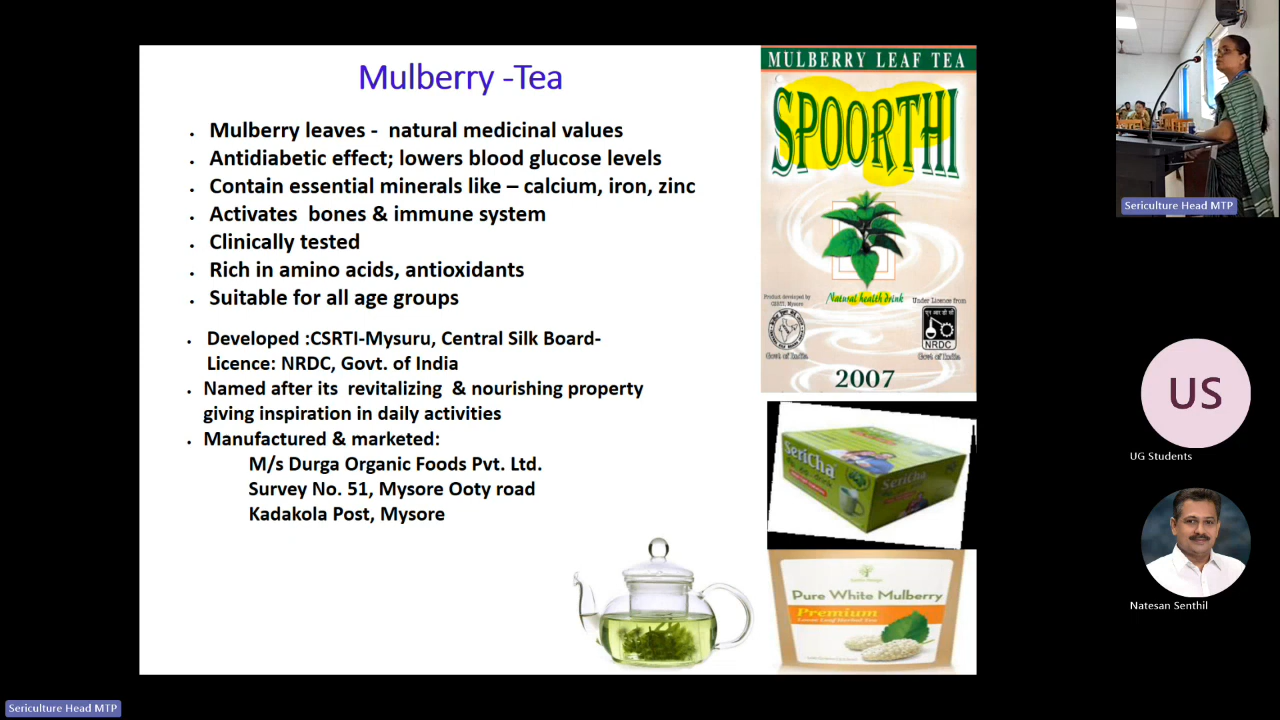 Mulberry -Tea
• Mulberry leaves - natural medicinal values
• Antidiabetic effect; lowers blood glucose levels
• Contain essential minerals like – calcium, iron, zinc
• Activates bones & immune system
• Clinically tested
• Rich in amino acids, antioxidants
• Suitable for all age groups
• Developed :CSRTI-Mysuru, Central Silk Board-
Licence: NRDC, Govt. of India
• Named after its revitalizing & nourishing property
giving inspiration in daily activities
• Manufactured & marketed:
M/s Durga Organic Foods Pvt. Ltd.
Survey No. 51, Mysore Ooty road
Kadakola Post, Mysore
MULBERRY LEAF TEA
SPOORTHI
Natural health drink
Product developed by
CSRTI, Mysore
Under Licence from
NRDC
Govt of India
Govt of India
2007
SeriCha
SeriCha
Pure White Mulberry
Premium
Sericulture Head MTP
US
UG Students
Natesan Senthil
Sericulture Head MTP